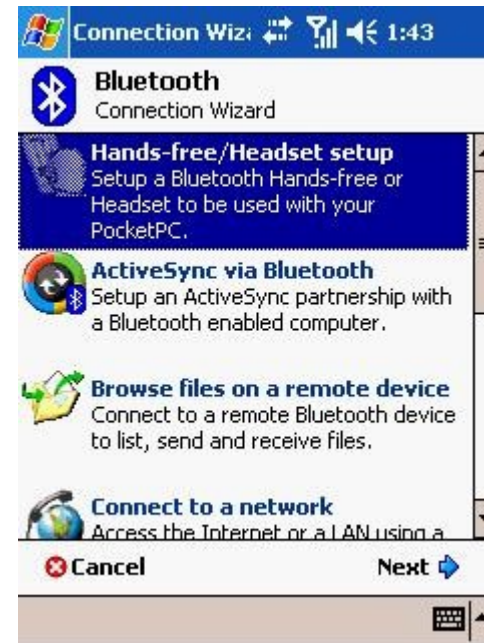 Connection Wiz
1:43
Bluetooth
Connection Wizard
Hands-free/Headset setup
Setup a Bluetooth Hands-free or
Headset to be used with your
PocketPC.
ActiveSync via Bluetooth
Setup an ActiveSync partnership with
a Bluetooth enabled computer.
Browse files on a remote device
Connect to a remote Bluetooth device
to list, send and receive files.
Connect to a network
Access the Internet or a LAN using a
Cancel
Next